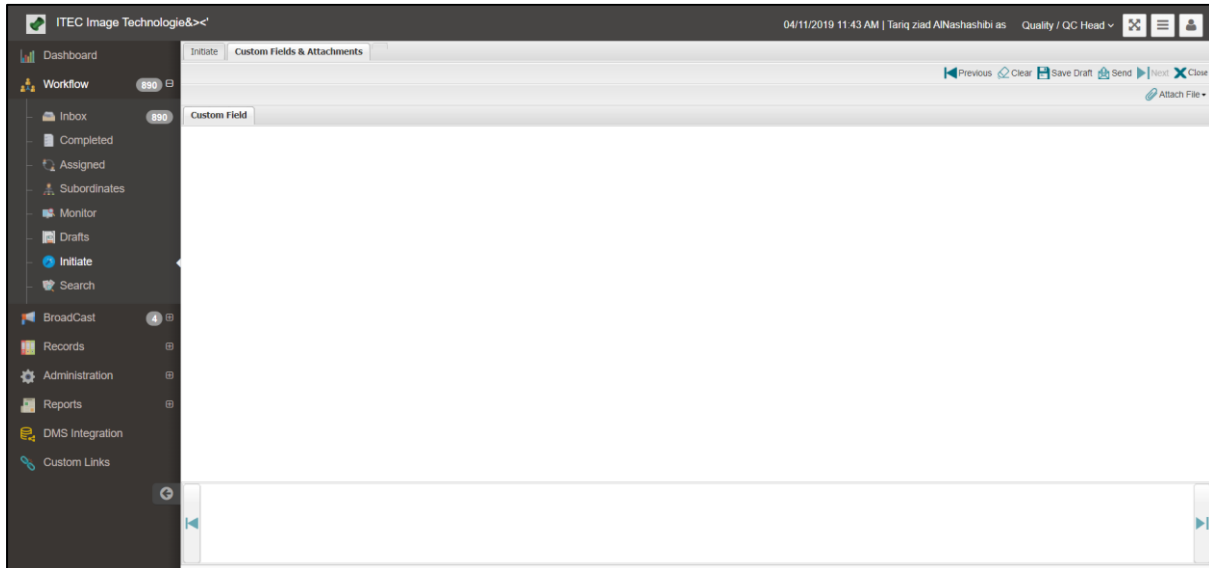 ITEC Image Technologie&><'
04/11/2019 11:43 AM | Tariq ziad AlNashashibi as Quality / QC Head
Dashboard
Initiate Custom Fields & Attachments
Workflow 890
Previous Clear Save Draft Send Next Close
Attach File
Inbox 890
Custom Field
Completed
Assigned
Subordinates
Monitor
Drafts
Initiate
Search
BroadCast 4
Records
Administration
Reports
DMS Integration
Custom Links